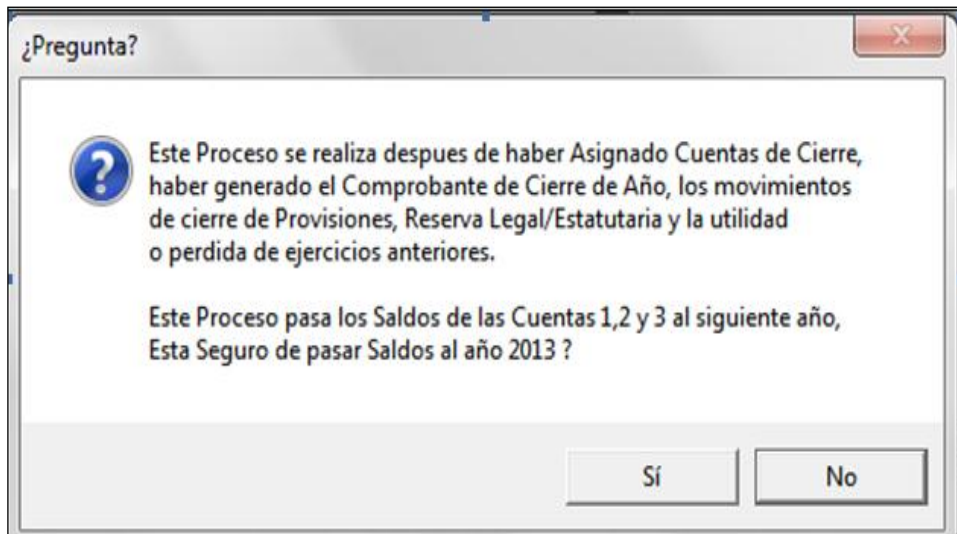 ¿Pregunta?
Este Proceso se realiza despues de haber Asignado Cuentas de Cierre,
haber generado el Comprobante de Cierre de Año, los movimientos
de cierre de Provisiones, Reserva Legal/Estatutaria y la utilidad
o perdida de ejercicios anteriores.
Este Proceso pasa los Saldos de las Cuentas 1,2 y 3 al siguiente año,
Esta Seguro de pasar Saldos al año 2013 ?
Sí
No